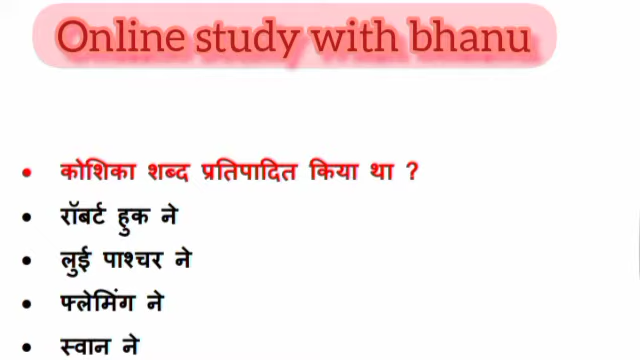 Online study with bhanu
• कोशिका शब्द प्रतिपादित किया था ?
• रॉबर्ट हुक ने
• लुई पाश्चर ने
• फ्लेमिंग ने
• स्वान ने